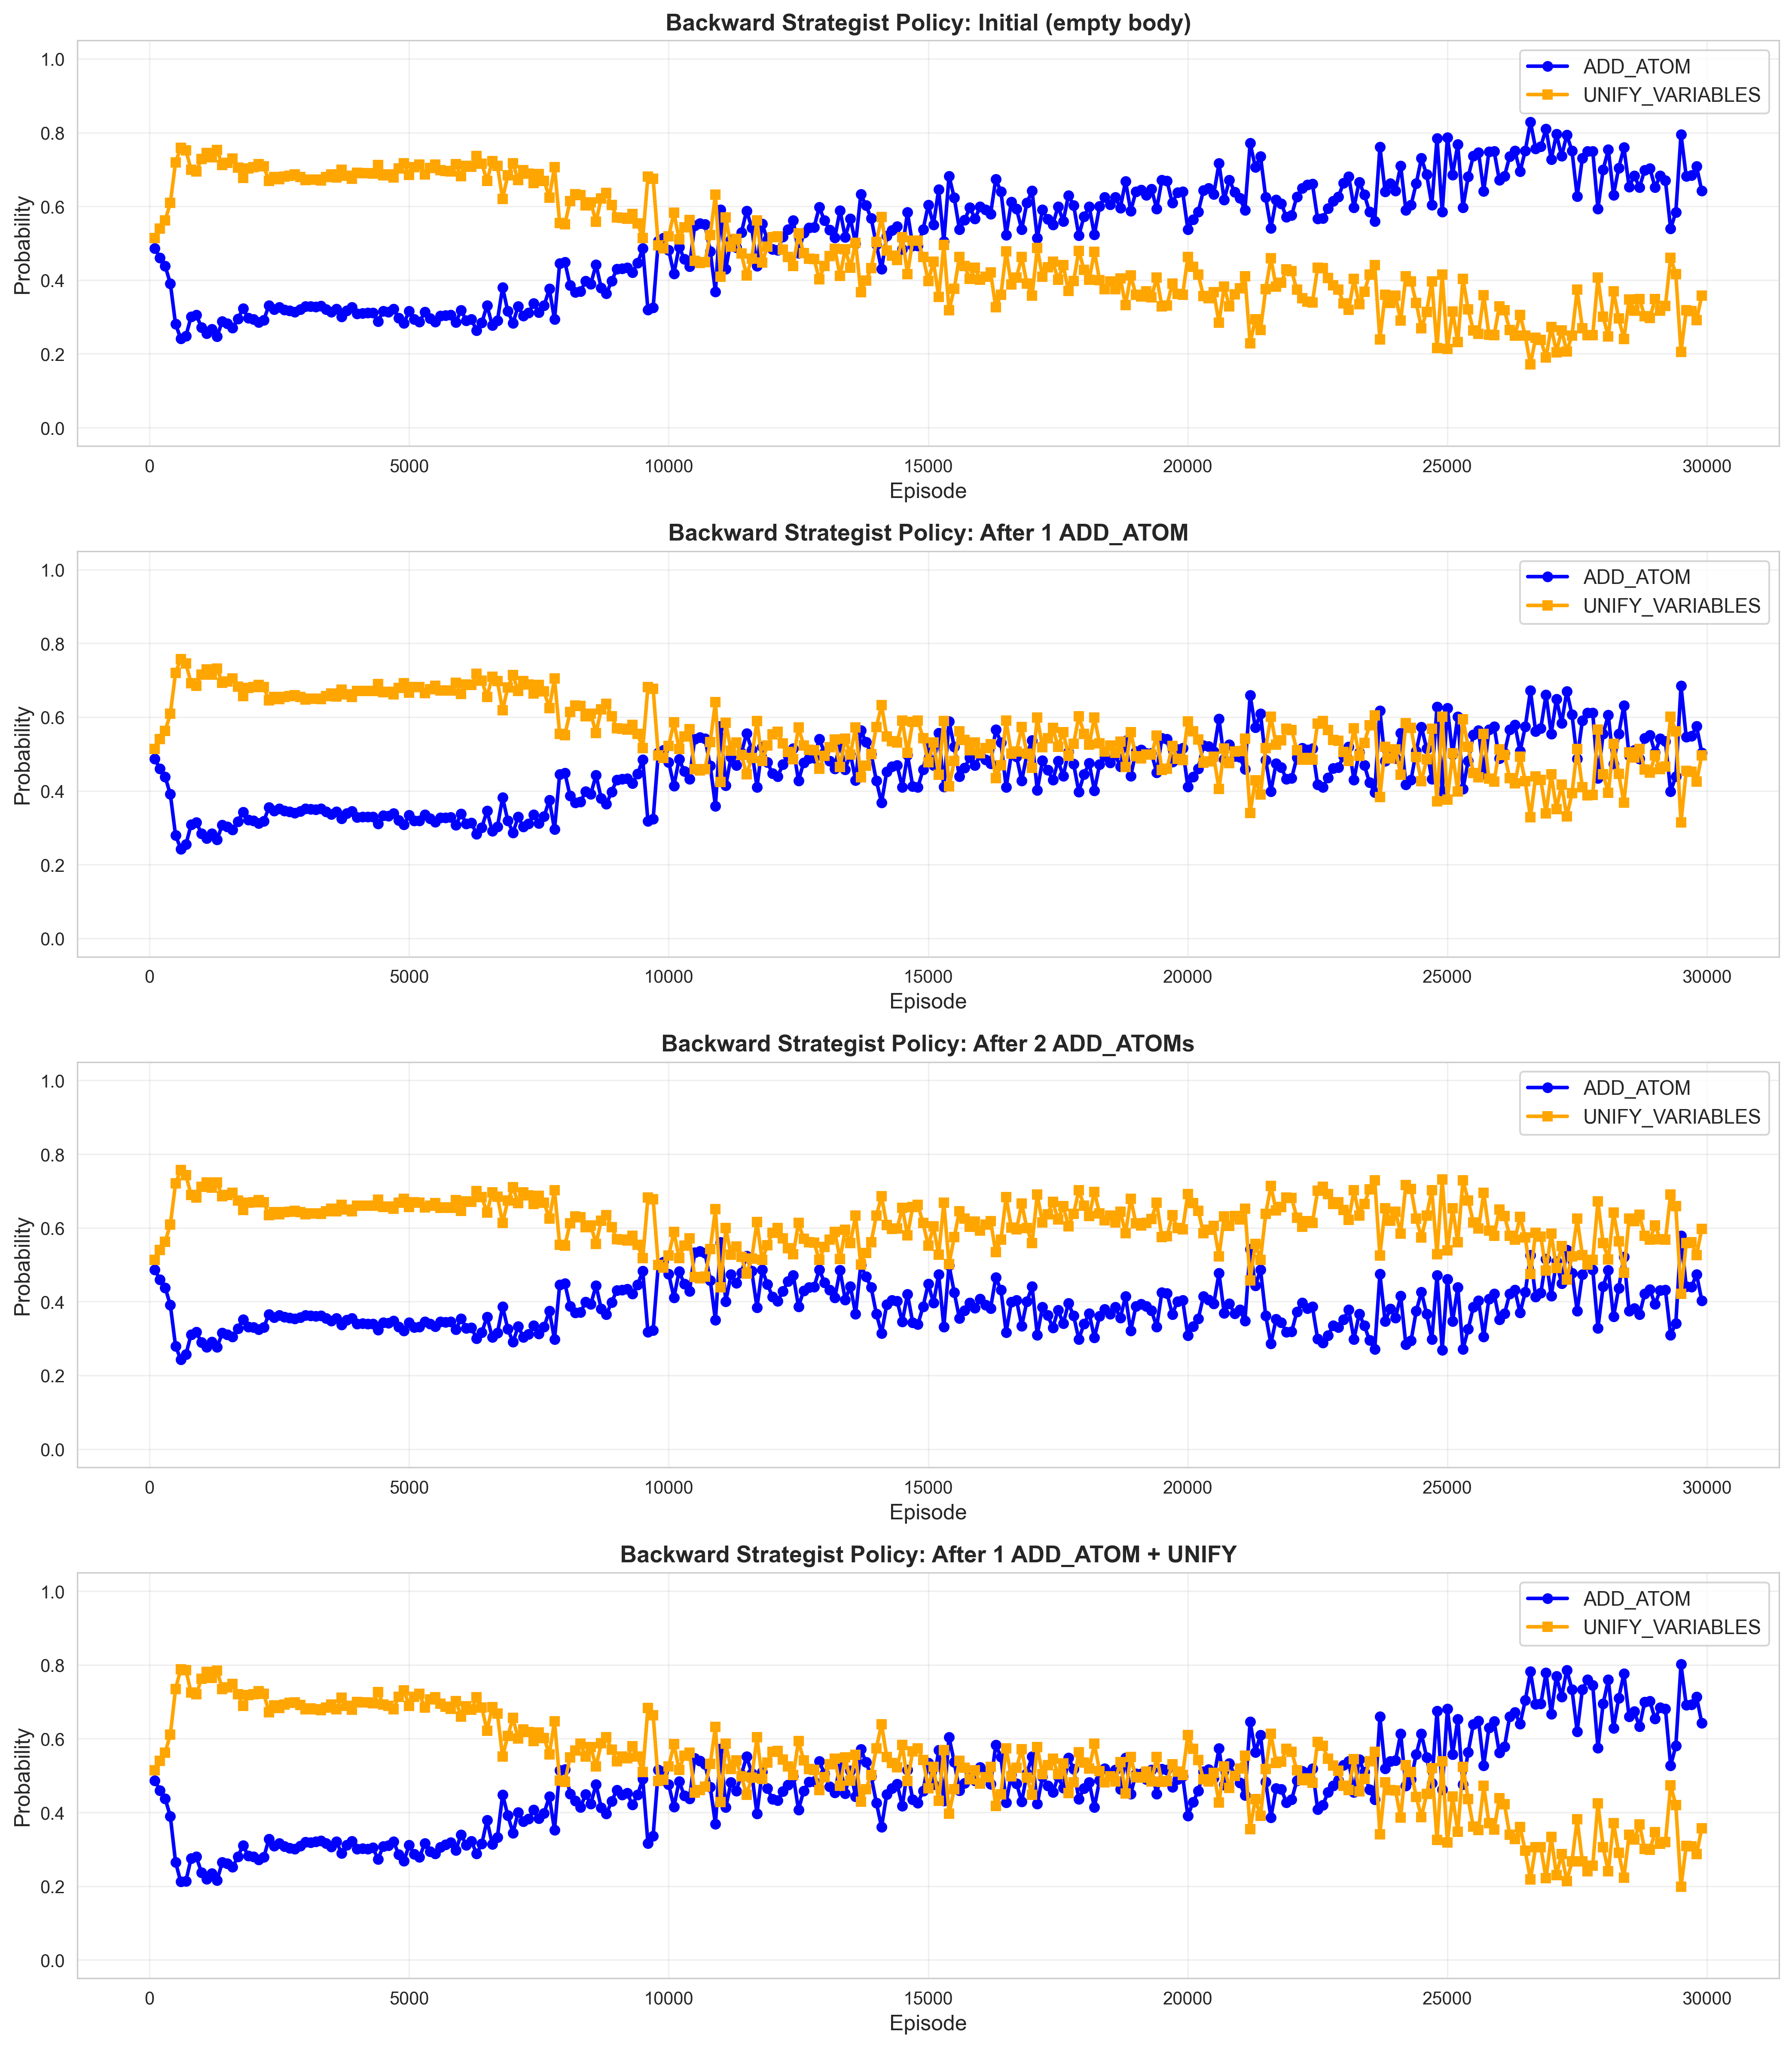 Backward Strategist Policy: Initial (empty body)
ADD_ATOM
UNIFY_VARIABLES
1.0
0.8
0.6
0.4
0.2
0.0
Probability
0 5000 10000 15000 20000 25000 30000
Episode
Backward Strategist Policy: After 1 ADD_ATOM
ADD_ATOM
UNIFY_VARIABLES
1.0
0.8
0.6
0.4
0.2
0.0
Probability
0 5000 10000 15000 20000 25000 30000
Episode
Backward Strategist Policy: After 2 ADD_ATOMs
ADD_ATOM
UNIFY_VARIABLES
1.0
0.8
0.6
0.4
0.2
0.0
Probability
0 5000 10000 15000 20000 25000 30000
Episode
Backward Strategist Policy: After 1 ADD_ATOM + UNIFY
ADD_ATOM
UNIFY_VARIABLES
1.0
0.8
0.6
0.4
0.2
0.0
Probability
0 5000 10000 15000 20000 25000 30000
Episode